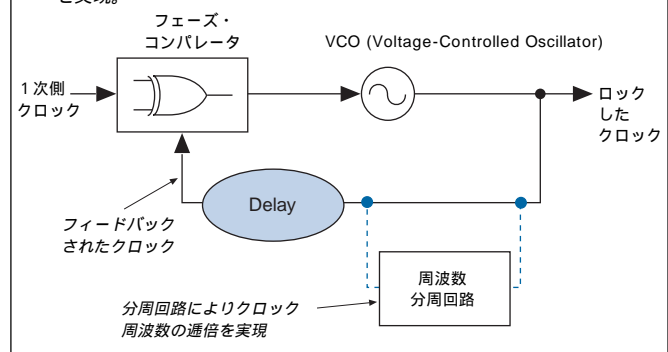 を実現。
フェーズ・
コンパレータ
VCO (Voltage-Controlled Oscillator)
1次側
クロック
ロック
した
クロック
Delay
フィードバック
されたクロック
周波数
分周回路
分周回路によりクロック
周波数の逓倍を実現